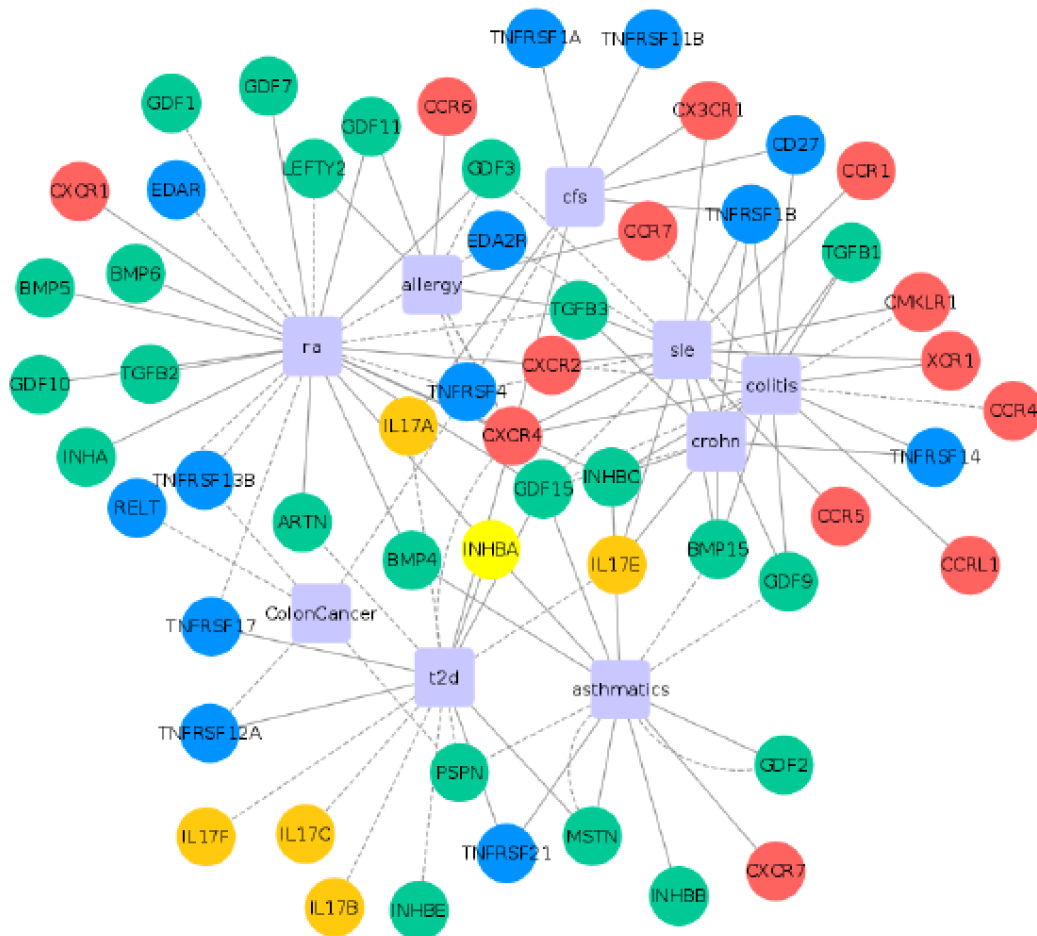 TNFRSF1A
TNFRSF11B
GDF7
GDF1
CCR6
CX3CR1
GDF11
CD27
LEFTY2
GDF3
CCR1
EDAR
CXCR1
cfs
TNFRSF1B
CCR7
EDA2R
TGFB1
BMP6
BMP5
allergy
TGFB3
CMKLR1
ra
sle
XCR1
CXCR2
TGFB2
GDF10
colitis
TNFRSF4
CCR4
IL17A
CXCR4
crohn
INHA
TNFRSF14
TNFRSF13B
INHBC
GDF15
RELT
CCR5
ARTN
INHBA
BMP15
BMP4
IL17E
CCRL1
GDF9
ColonCancer
TNFRSF17
t2d
asthmatics
TNFRSF12A
GDF2
PSPN
IL17F
IL17C
MSTN
TNFRSF21
CXCR7
INHBB
IL17B
INHBE